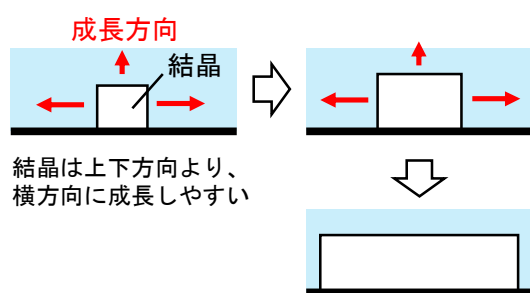 成長方向
結晶
結晶は上下方向より、
横方向に成長しやすい